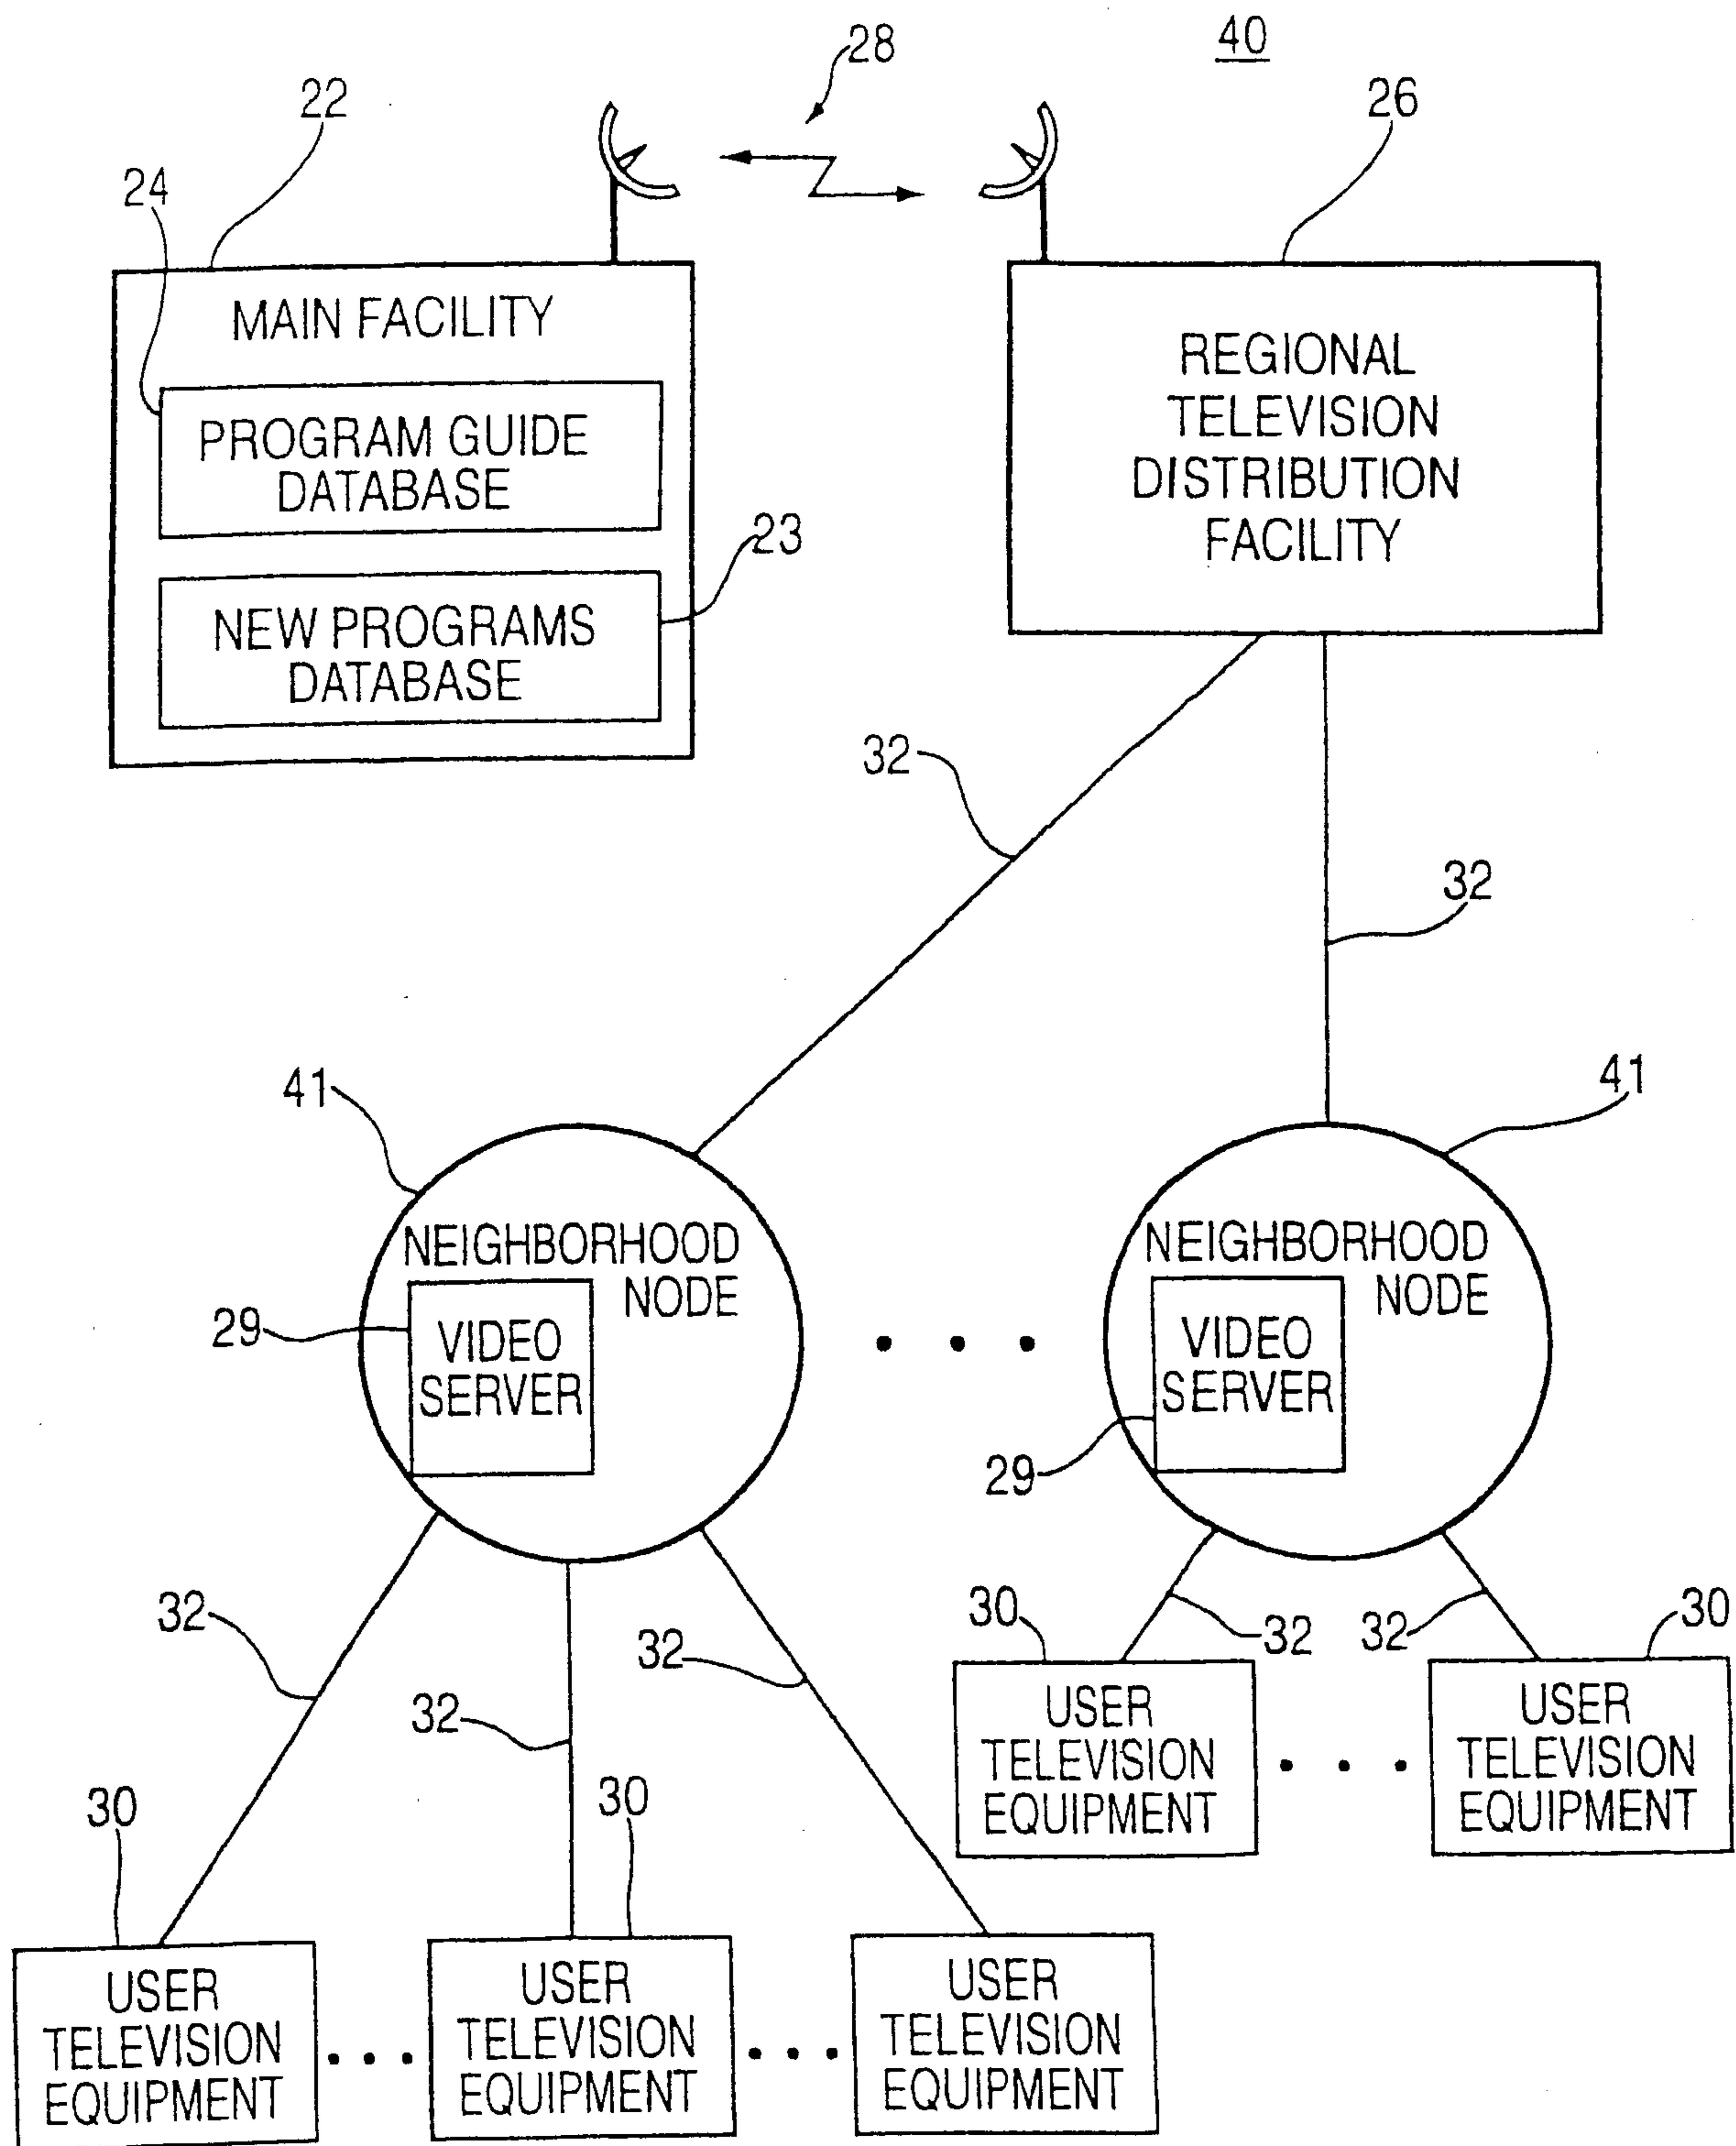 40
28
22
26
24
MAIN FACILITY
PROGRAM GUIDE
DATABASE
23
NEW PROGRAMS
DATABASE
REGIONAL
TELEVISION
DISTRIBUTION
FACILITY
32
32
41
41
NEIGHBORHOOD
NODE
29
VIDEO
SERVER
NEIGHBORHOOD
NODE
VIDEO
SERVER
29
32
32
32
30
32
32
30
USER
TELEVISION
EQUIPMENT
USER
TELEVISION
EQUIPMENT
30
30
USER
TELEVISION
EQUIPMENT
USER
TELEVISION
EQUIPMENT
USER
TELEVISION
EQUIPMENT